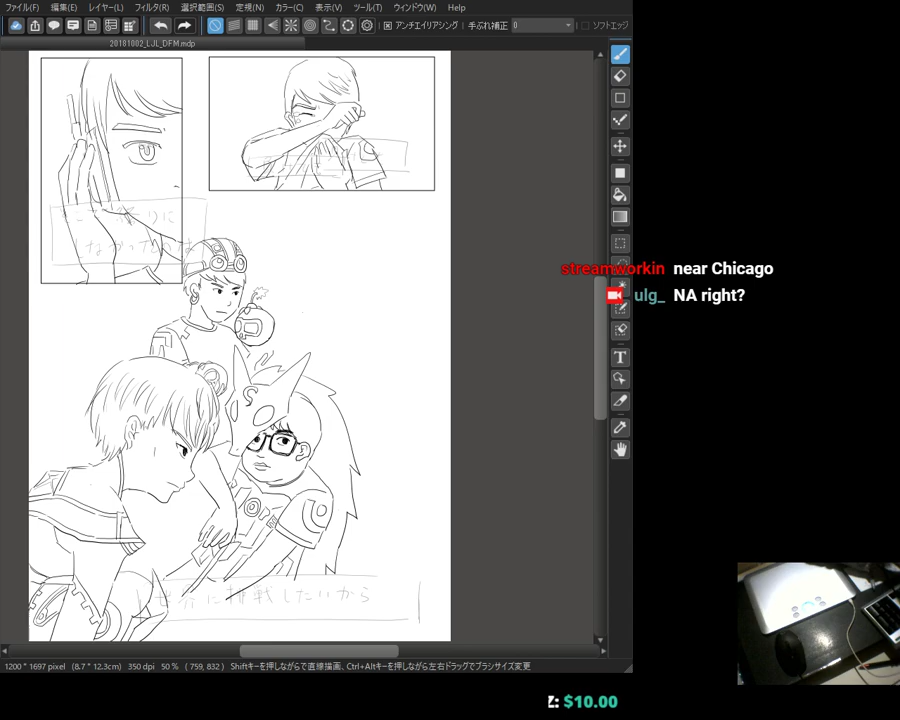 ファイル(F) 編集(E) レイヤー(L) フィルタ(R) 選択範囲(S) 定規(N) カラー(C) 表示(V) ツール(T) ウィンドウ(W) Help
アンチエイリアシング 手ぶれ補正 0 ソフトエッジ
20181002_LJL_DFM.mdp
しなかったのは
streamworkin near Chicago
ulg_ NA right?
世界に挑戦したいから
1200 * 1697 pixel (8.7 * 12.3cm) 350 dpi 50 % ( 759, 832 ) Shiftキーを押しながらで直線描画、Ctrl+Altキーを押しながら左右ドラッグでブラシサイズ変更
$10.00